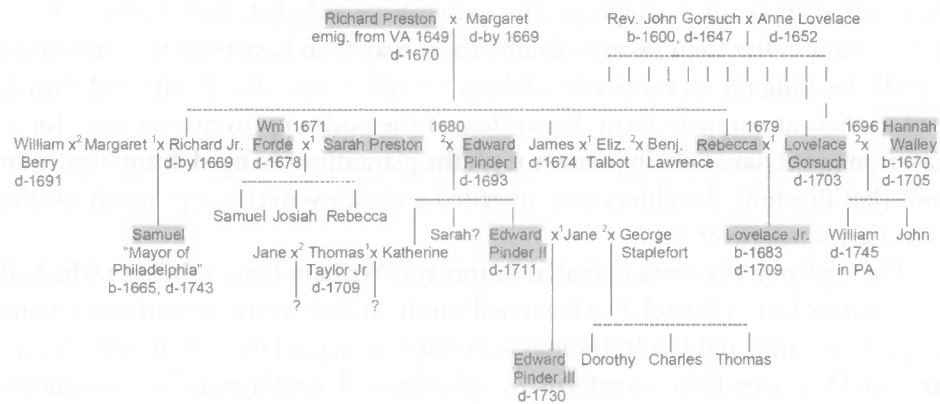 Richard Preston x Margaret Rev. John Gorsuch x Anne Lovelace
emig. from VA 1649 d-by 1669 b-1600, d-1647 d-1652
d-1670
Wm. 1671 1680 1679 1696 Hannah
William x² Margaret ¹x Richard Jr. Forde x¹ Sarah Preston ²x Edward James x¹ Eliz. ²x Benj. Rebecca x¹ Lovelace ²x Walley
Berry d-by 1669 d-1678 Pinder I d-1674 Talbot Lawrence Gorsuch b-1670
d-1691 d-1693 d-1703 d-1705
Samuel Josiah Rebecca
Samuel Sarah? Edward x¹ Jane ²x George Lovelace Jr. William John
"Mayor of Jane x² Thomas ¹x Katherine Pinder II Staplefort b-1683 d-1745
Philadelphia" Taylor Jr d-1711 d-1709 in PA
b-1665, d-1743 d-1709
? ?
Edward Dorothy Charles Thomas
Pinder III
d-1730